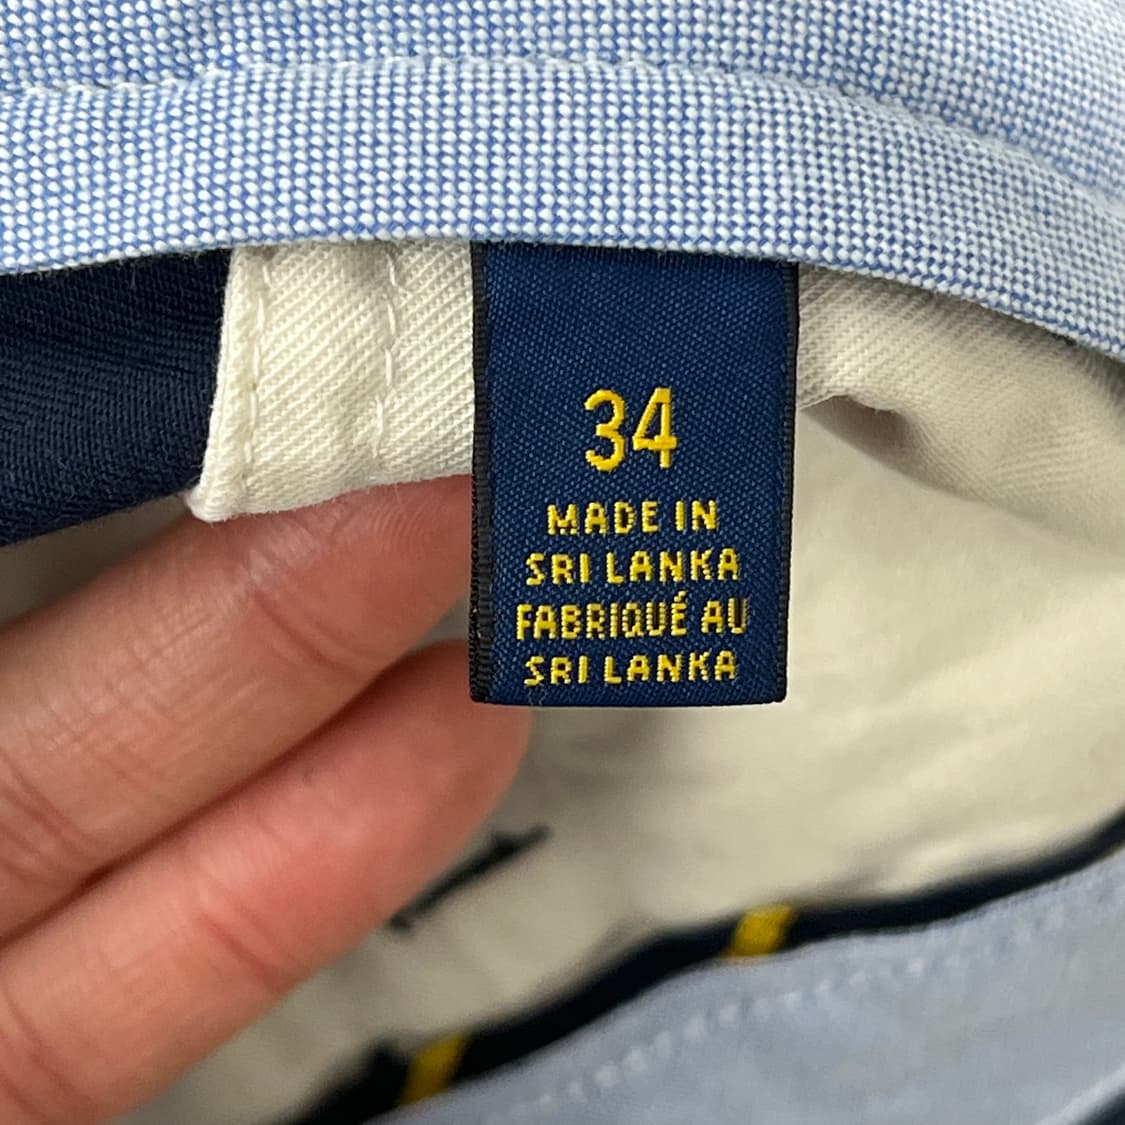 34
MADE IN
SRI LANKA
FABRIQUÉ AU
SRI LANKA